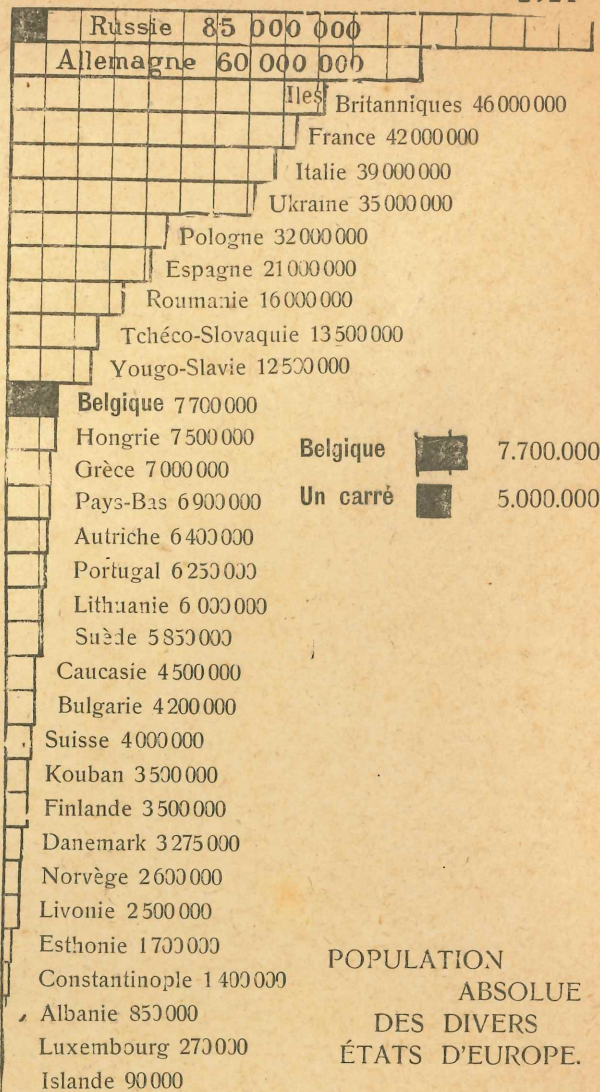 Russie 85 000 000
Allemagne 60 000 000
Iles Britanniques 46 000 000
France 42 000 000
Italie 39 000 000
Ukraine 35 000 000
Pologne 32 000 000
Espagne 21 000 000
Roumanie 16 000 000
Tchéco-Slovaquie 13 500 000
Yougo-Slavie 12 500 000
Belgique 7 700 000
Hongrie 7 500 000
Grèce 7 000 000
Pays-Bas 6 900 000
Autriche 6 400 000
Portugal 6 250 000
Lithuanie 6 000 000
Suède 5 850 000
Caucasie 4 500 000
Bulgarie 4 200 000
Suisse 4 000 000
Kouban 3 500 000
Finlande 3 500 000
Danemark 3 275 000
Norvège 2 600 000
Livonie 2 500 000
Esthonie 1 700 000
Constantinople 1 400 000
Albanie 850 000
Luxembourg 270 000
Islande 90 000
Belgique 7.700.000
Un carré 5.000.000
POPULATION
ABSOLUE
DES DIVERS
ÉTATS D'EUROPE.